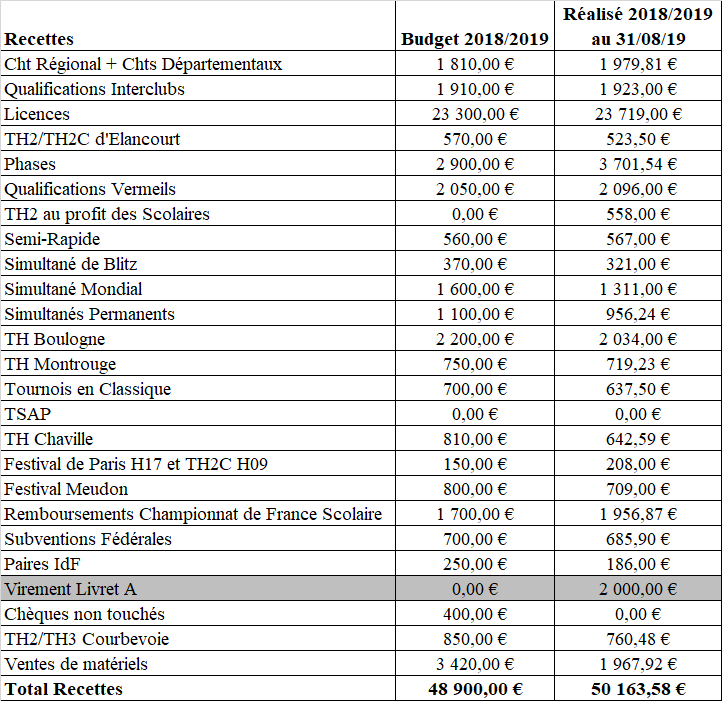 Réalisé 2018/2019
Recettes Budget 2018/2019 au 31/08/19
Cht Régional + Chts Départementaux 1 810,00 € 1 979,81 €
Qualifications Interclubs 1 910,00 € 1 923,00 €
Licences 23 300,00 € 23 719,00 €
TH2/TH2C d'Elancourt 570,00 € 523,50 €
Phases 2 900,00 € 3 701,54 €
Qualifications Vermeils 2 050,00 € 2 096,00 €
TH2 au profit des Scolaires 0,00 € 558,00 €
Semi-Rapide 560,00 € 567,00 €
Simultané de Blitz 370,00 € 321,00 €
Simultané Mondial 1 600,00 € 1 311,00 €
Simultanés Permanents 1 100,00 € 956,24 €
TH Boulogne 2 200,00 € 2 034,00 €
TH Montrouge 750,00 € 719,23 €
Tournois en Classique 700,00 € 637,50 €
TSAP 0,00 € 0,00 €
TH Chaville 810,00 € 642,59 €
Festival de Paris H17 et TH2C H09 150,00 € 208,00 €
Festival Meudon 800,00 € 709,00 €
Remboursements Championnat de France Scolaire 1 700,00 € 1 956,87 €
Subventions Fédérales 700,00 € 685,90 €
Paires IdF 250,00 € 186,00 €
Virement Livret A 0,00 € 2 000,00 €
Chèques non touchés 400,00 € 0,00 €
TH2/TH3 Courbevoie 850,00 € 760,48 €
Ventes de matériels 3 420,00 € 1 967,92 €
Total Recettes 48 900,00 € 50 163,58 €